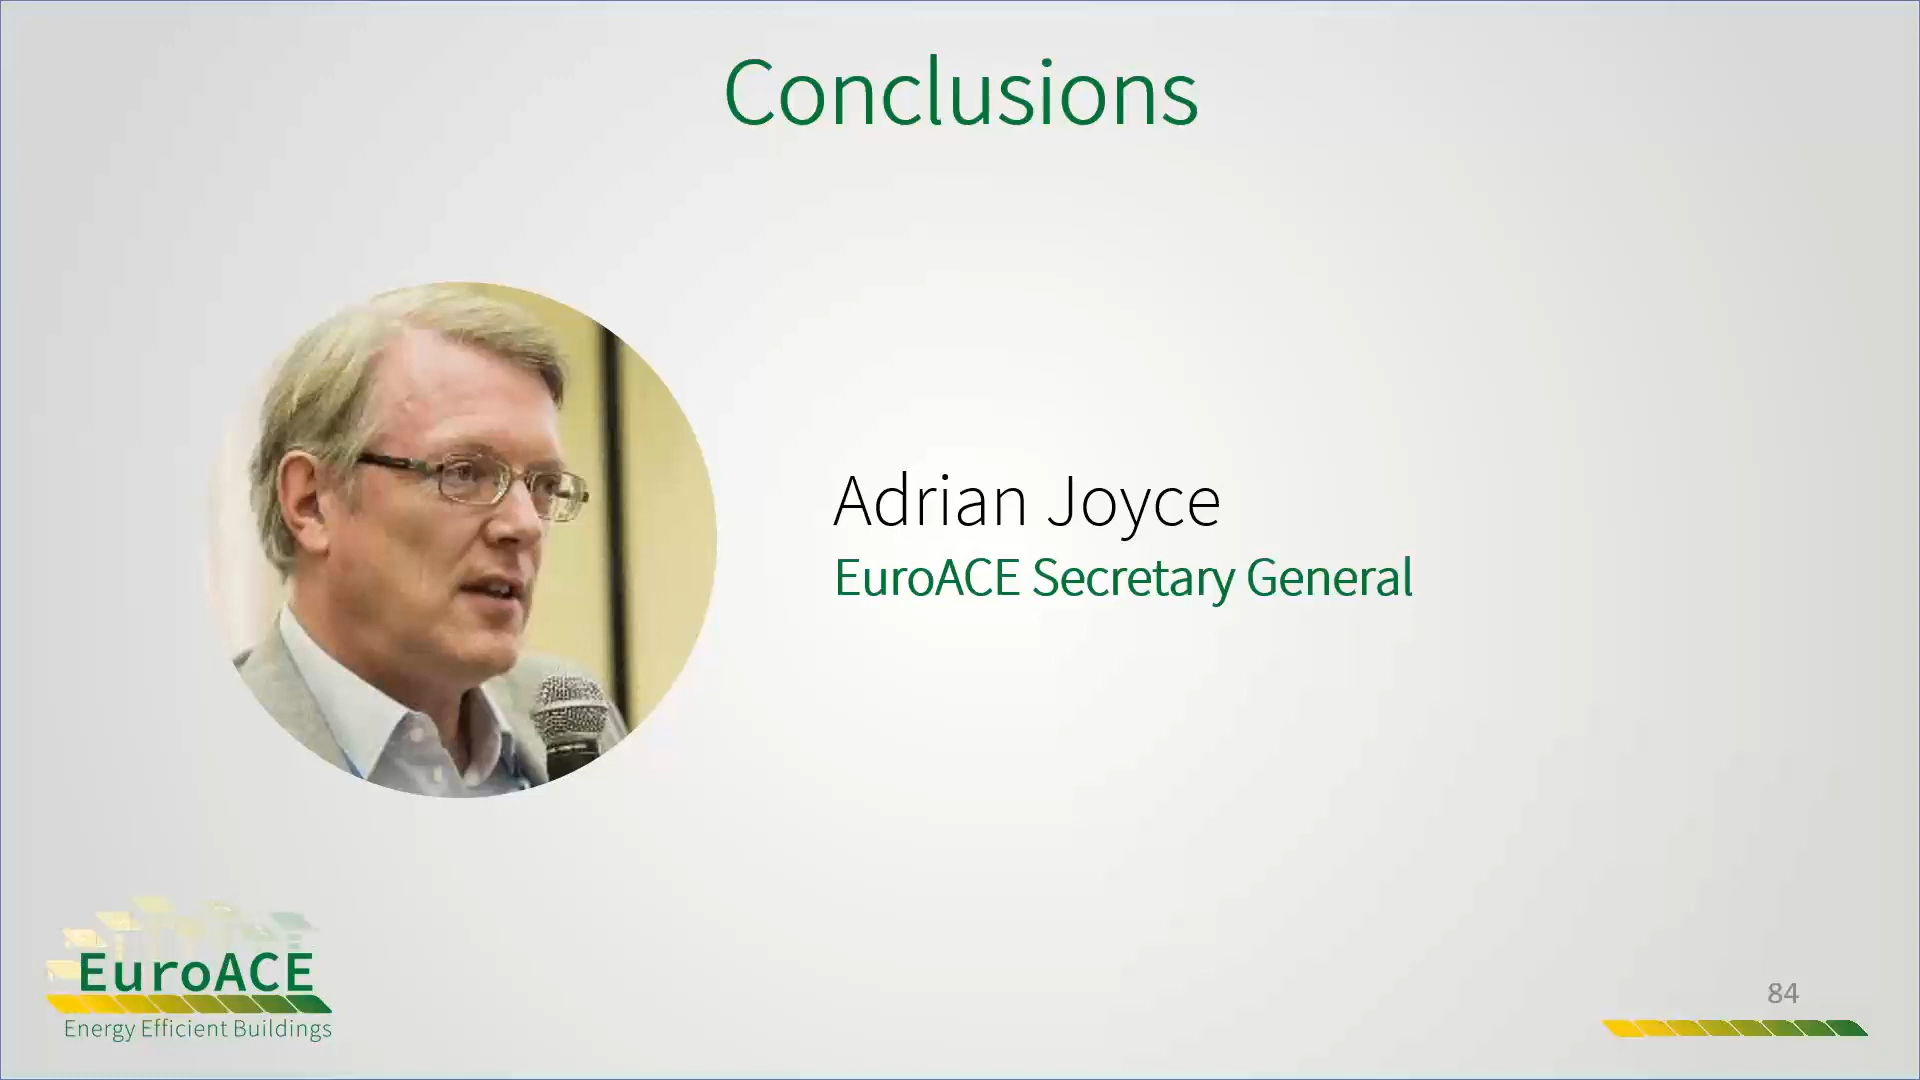 Conclusions
Adrian Joyce
EuroACE Secretary General
EuroACE
Energy Efficient Buildings
84